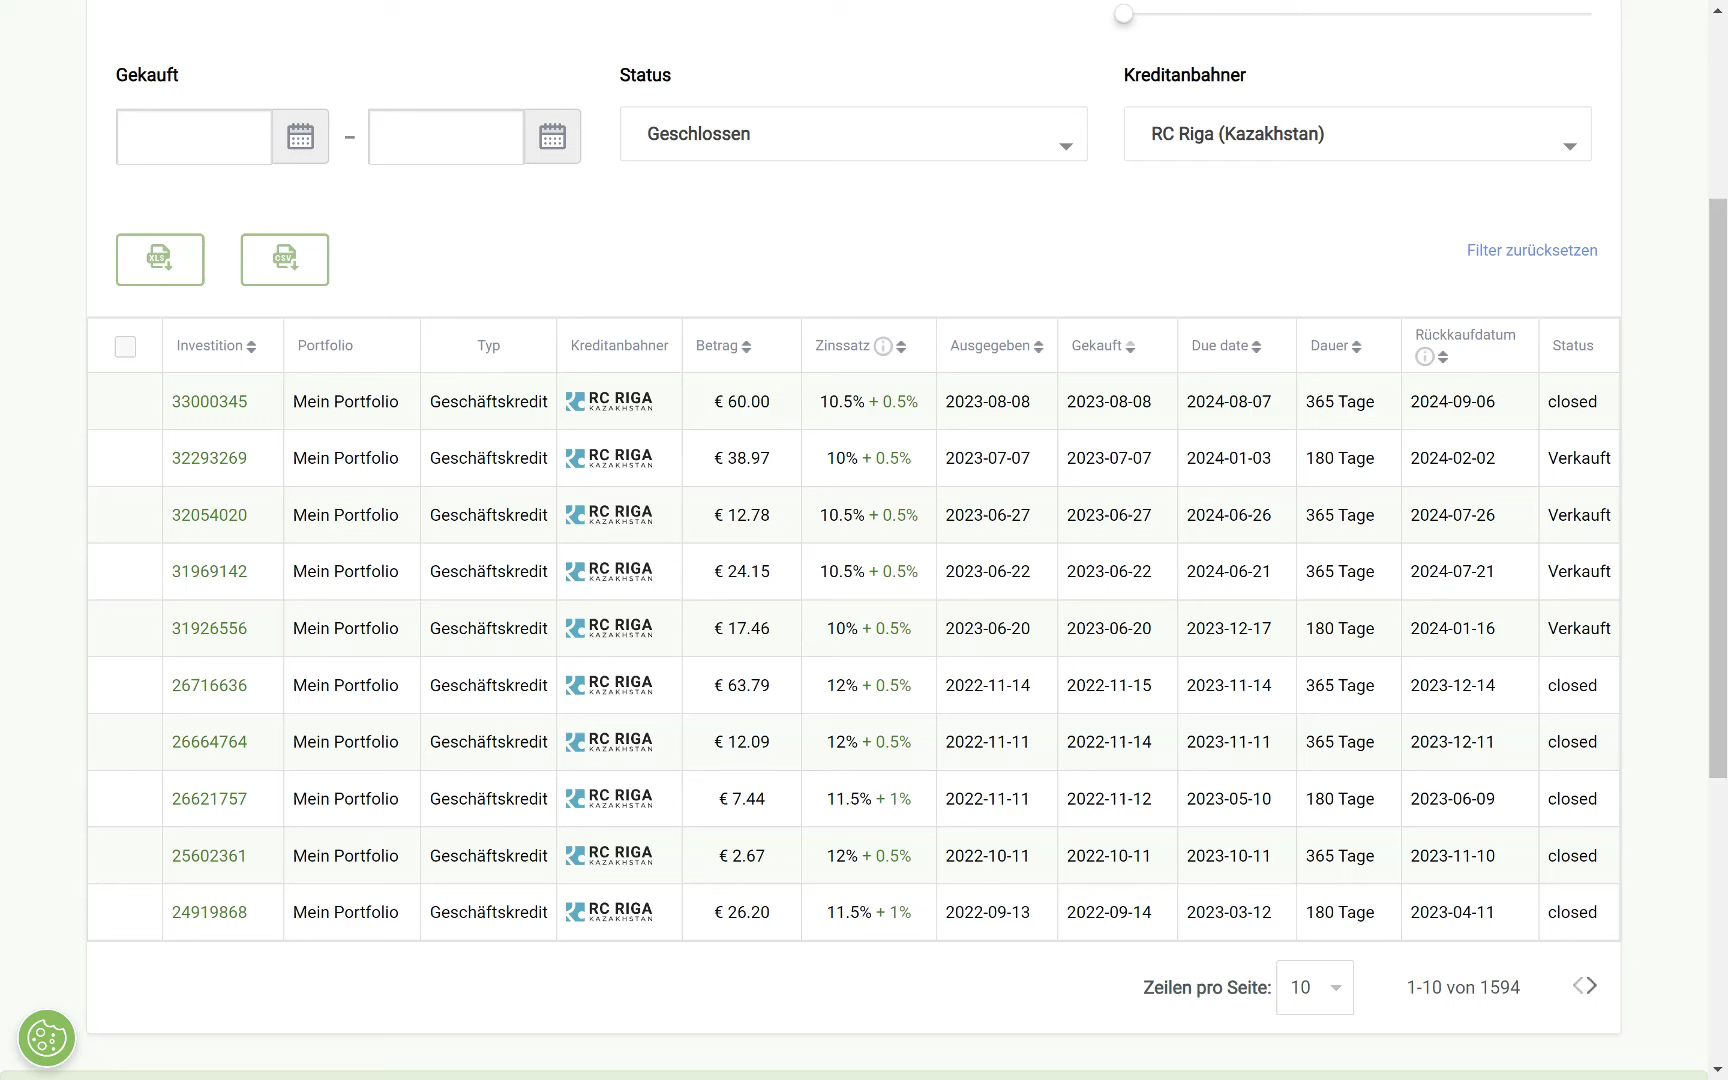 Gekauft Status Kreditanbahner
– Geschlossen RC Riga (Kazakhstan)
XLS CSV Filter zurücksetzen
Investition Portfolio Typ Kreditanbahner Betrag Zinssatz Ausgegeben Gekauft Due date Dauer Rückkaufdatum Status
33000345 Mein Portfolio Geschäftskredit RC RIGA KAZAKHSTAN € 60.00 10.5% + 0.5% 2023-08-08 2023-08-08 2024-08-07 365 Tage 2024-09-06 closed
32293269 Mein Portfolio Geschäftskredit RC RIGA KAZAKHSTAN € 38.97 10% + 0.5% 2023-07-07 2023-07-07 2024-01-03 180 Tage 2024-02-02 Verkauft
32054020 Mein Portfolio Geschäftskredit RC RIGA KAZAKHSTAN € 12.78 10.5% + 0.5% 2023-06-27 2023-06-27 2024-06-26 365 Tage 2024-07-26 Verkauft
31969142 Mein Portfolio Geschäftskredit RC RIGA KAZAKHSTAN € 24.15 10.5% + 0.5% 2023-06-22 2023-06-22 2024-06-21 365 Tage 2024-07-21 Verkauft
31926556 Mein Portfolio Geschäftskredit RC RIGA KAZAKHSTAN € 17.46 10% + 0.5% 2023-06-20 2023-06-20 2023-12-17 180 Tage 2024-01-16 Verkauft
26716636 Mein Portfolio Geschäftskredit RC RIGA KAZAKHSTAN € 63.79 12% + 0.5% 2022-11-14 2022-11-15 2023-11-14 365 Tage 2023-12-14 closed
26664764 Mein Portfolio Geschäftskredit RC RIGA KAZAKHSTAN € 12.09 12% + 0.5% 2022-11-11 2022-11-14 2023-11-11 365 Tage 2023-12-11 closed
26621757 Mein Portfolio Geschäftskredit RC RIGA KAZAKHSTAN € 7.44 11.5% + 1% 2022-11-11 2022-11-12 2023-05-10 180 Tage 2023-06-09 closed
25602361 Mein Portfolio Geschäftskredit RC RIGA KAZAKHSTAN € 2.67 12% + 0.5% 2022-10-11 2022-10-11 2023-10-11 365 Tage 2023-11-10 closed
24919868 Mein Portfolio Geschäftskredit RC RIGA KAZAKHSTAN € 26.20 11.5% + 1% 2022-09-13 2022-09-14 2023-03-12 180 Tage 2023-04-11 closed
Zeilen pro Seite: 10 1-10 von 1594